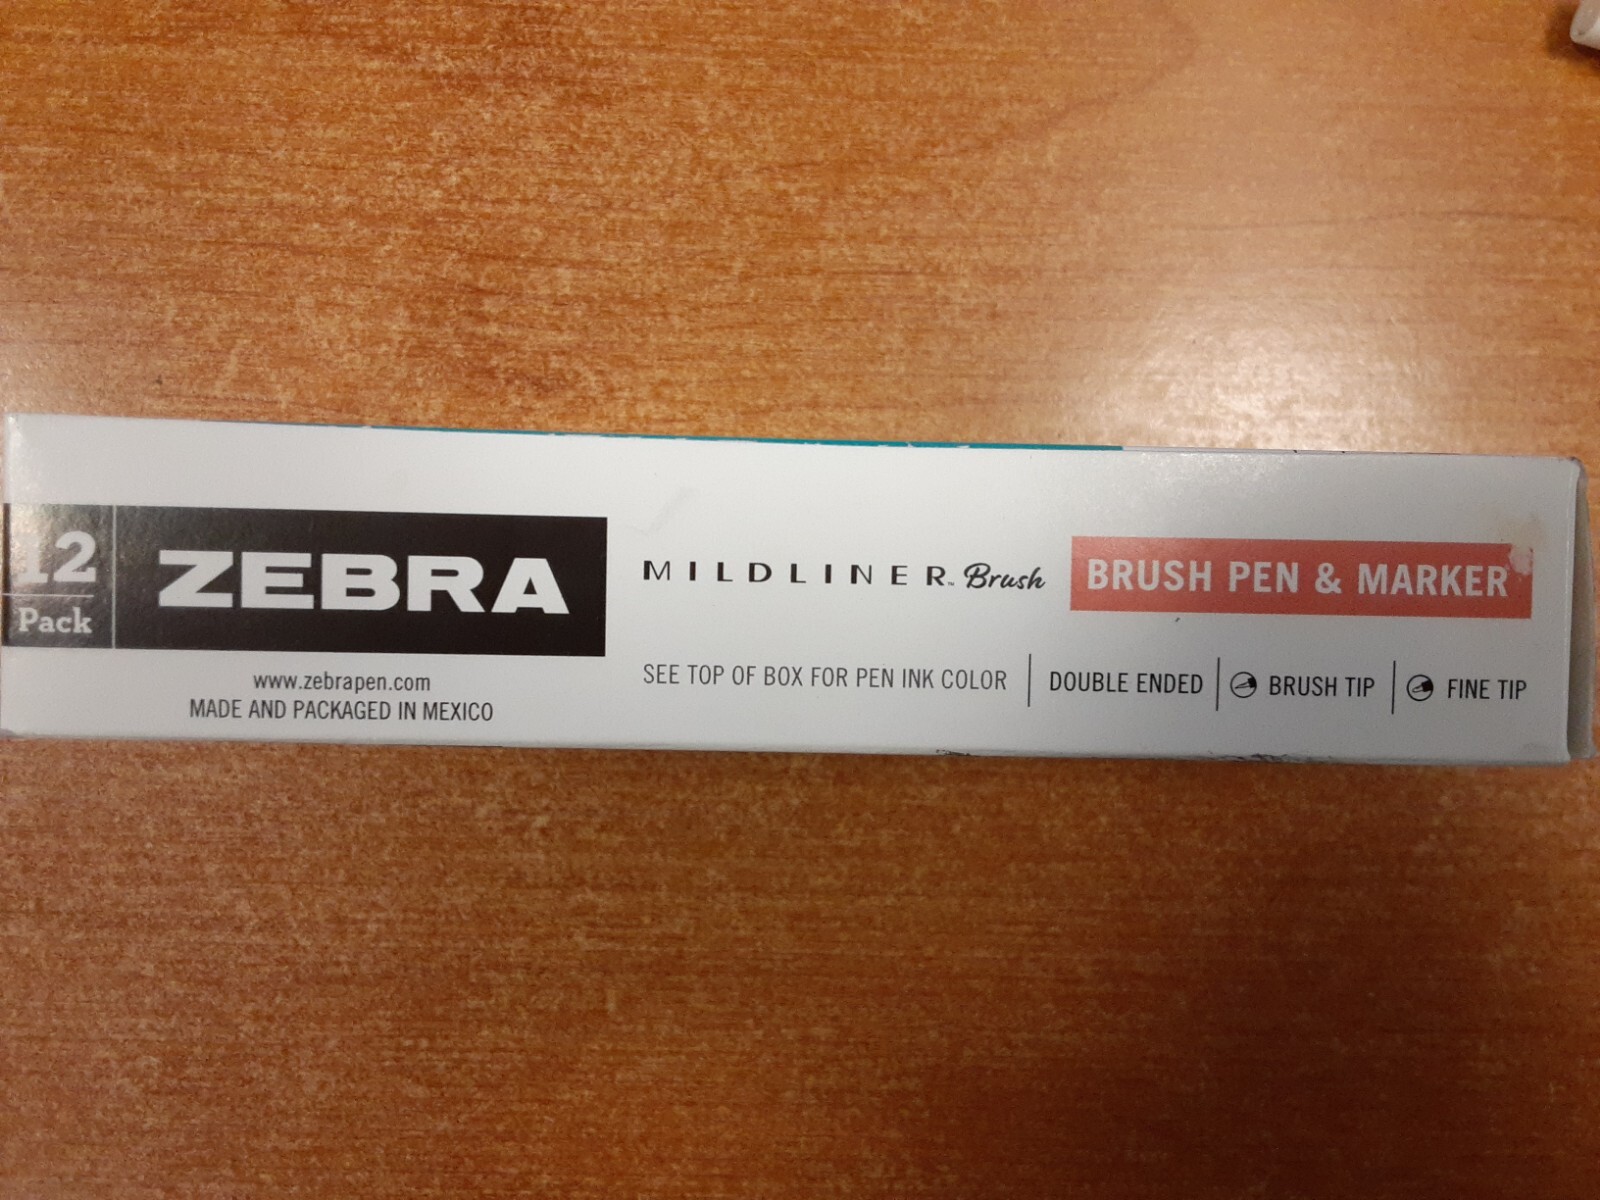 12
Pack
ZEBRA
www.zebrapen.com
MADE AND PACKAGED IN MEXICO
MILDLINER™ Brush
BRUSH PEN & MARKER
SEE TOP OF BOX FOR PEN INK COLOR | DOUBLE ENDED | BRUSH TIP | FINE TIP